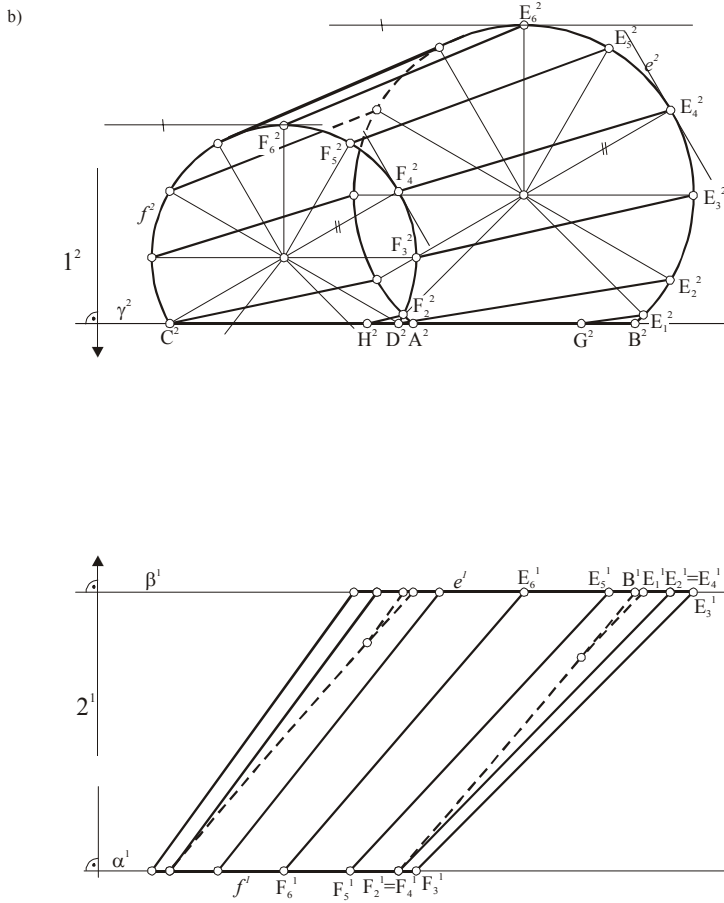 b)
E₆²
E₅²
e²
E₄²
F₆²
F₅²
F₄²
E₃²
f²
1²
F₃²
γ²
F₂²
E₂²
E₁²
C²
H²
D²
A²
G²
B²
β¹
e¹
E₆¹
E₅¹
B¹
E₁¹
E₂¹=E₄¹
E₃¹
2¹
α¹
f¹
F₆¹
F₅¹
F₂¹=F₄¹
F₃¹